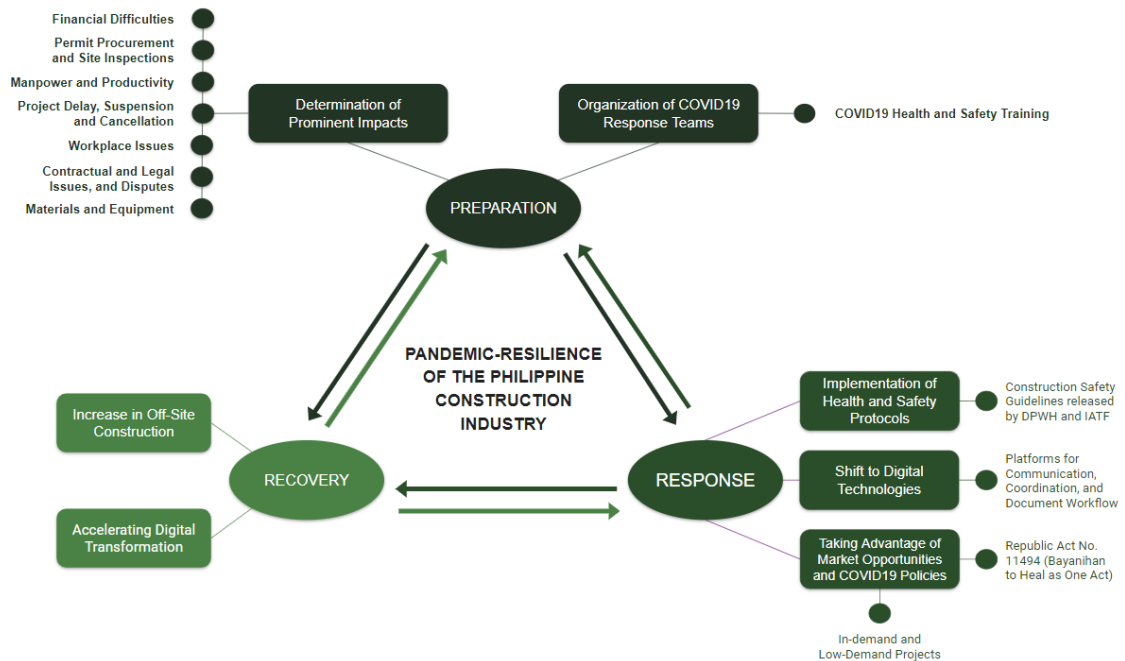 Financial Difficulties
Permit Procurement
and Site Inspections
Manpower and Productivity
Project Delay, Suspension
and Cancellation
Workplace Issues
Contractual and Legal
Issues, and Disputes
Materials and Equipment
Determination of
Prominent Impacts
Organization of COVID19
Response Teams
COVID19 Health and Safety Training
PREPARATION
PANDEMIC-RESILIENCE
OF THE PHILIPPINE
CONSTRUCTION
INDUSTRY
Increase in Off-Site
Construction
RECOVERY
Accelerating Digital
Transformation
RESPONSE
Implementation of
Health and Safety
Protocols
Construction Safety
Guidelines released
by DPWH and IATF
Shift to Digital
Technologies
Platforms for
Communication,
Coordination, and
Document Workflow
Taking Advantage of
Market Opportunities
and COVID19 Policies
Republic Act No.
11494 (Bayanihan
to Heal as One Act)
In-demand and
Low-Demand Projects